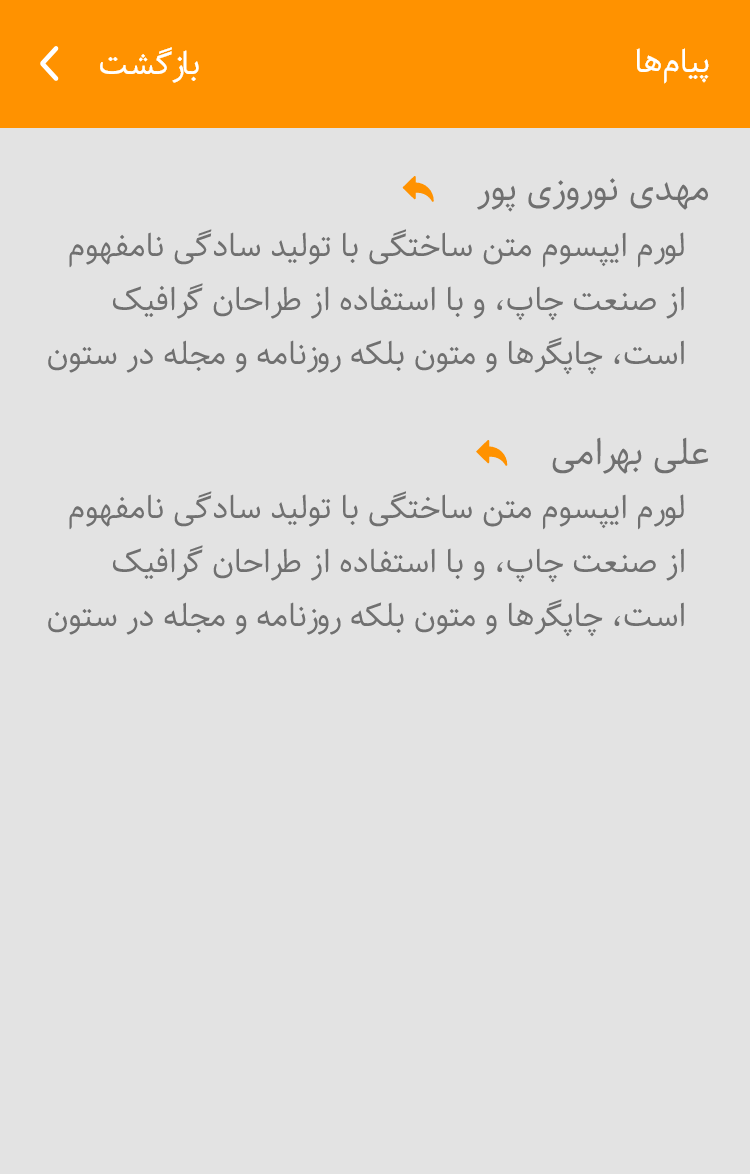 پیام‌ها
بازگشت
مهدی نوروزی پور
لورم ایپسوم متن ساختگی با تولید سادگی نامفهوم
از صنعت چاپ، و با استفاده از طراحان گرافیک
است، چاپگرها و متون بلکه روزنامه و مجله در ستون
علی بهرامی
لورم ایپسوم متن ساختگی با تولید سادگی نامفهوم
از صنعت چاپ، و با استفاده از طراحان گرافیک
است، چاپگرها و متون بلکه روزنامه و مجله در ستون